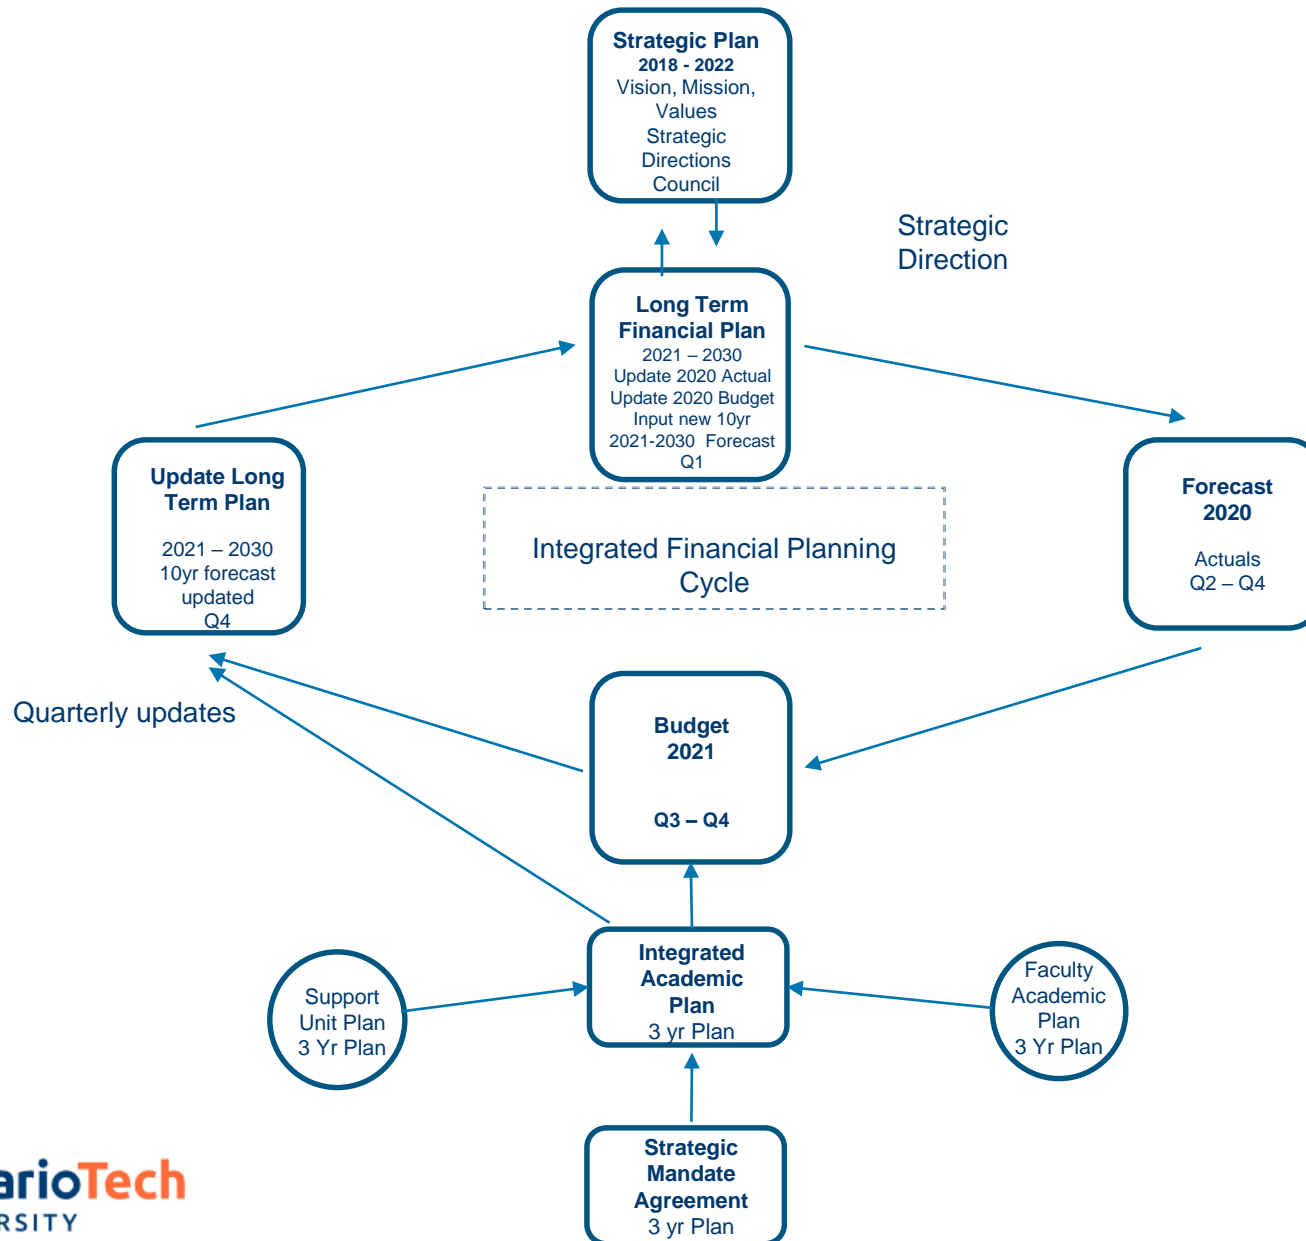 Strategic Plan
2018 - 2022
Vision, Mission,
Values
Strategic
Directions
Council
Strategic
Direction
Long Term
Financial Plan
2021 – 2030
Update 2020 Actual
Update 2020 Budget
Input new 10yr
2021-2030 Forecast
Q1
Update Long
Term Plan
2021 – 2030
10yr forecast
updated
Q4
Forecast
2020
Actuals
Q2 – Q4
Integrated Financial Planning
Cycle
Quarterly updates
Budget
2021
Q3 – Q4
Integrated
Academic
Plan
3 yr Plan
Support
Unit Plan
3 Yr Plan
Faculty
Academic
Plan
3 Yr Plan
Strategic
Mandate
Agreement
3 yr Plan
arioTech
RSITY